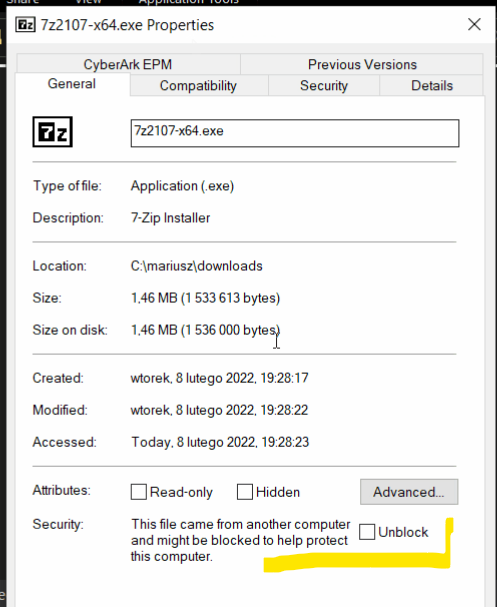 Share View Application Tools
7z 7z2107-x64.exe Properties
CyberArk EPM Previous Versions
General Compatibility Security Details
7z 7z2107-x64.exe
Type of file: Application (.exe)
Description: 7-Zip Installer
Location: C:\mariusz\downloads
Size: 1,46 MB (1 533 613 bytes)
Size on disk: 1,46 MB (1 536 000 bytes)
Created: wtorek, 8 lutego 2022, 19:28:17
Modified: wtorek, 8 lutego 2022, 19:28:22
Accessed: Today, 8 lutego 2022, 19:28:23
Attributes: Read-only Hidden Advanced...
Security: This file came from another computer
and might be blocked to help protect Unblock
this computer.